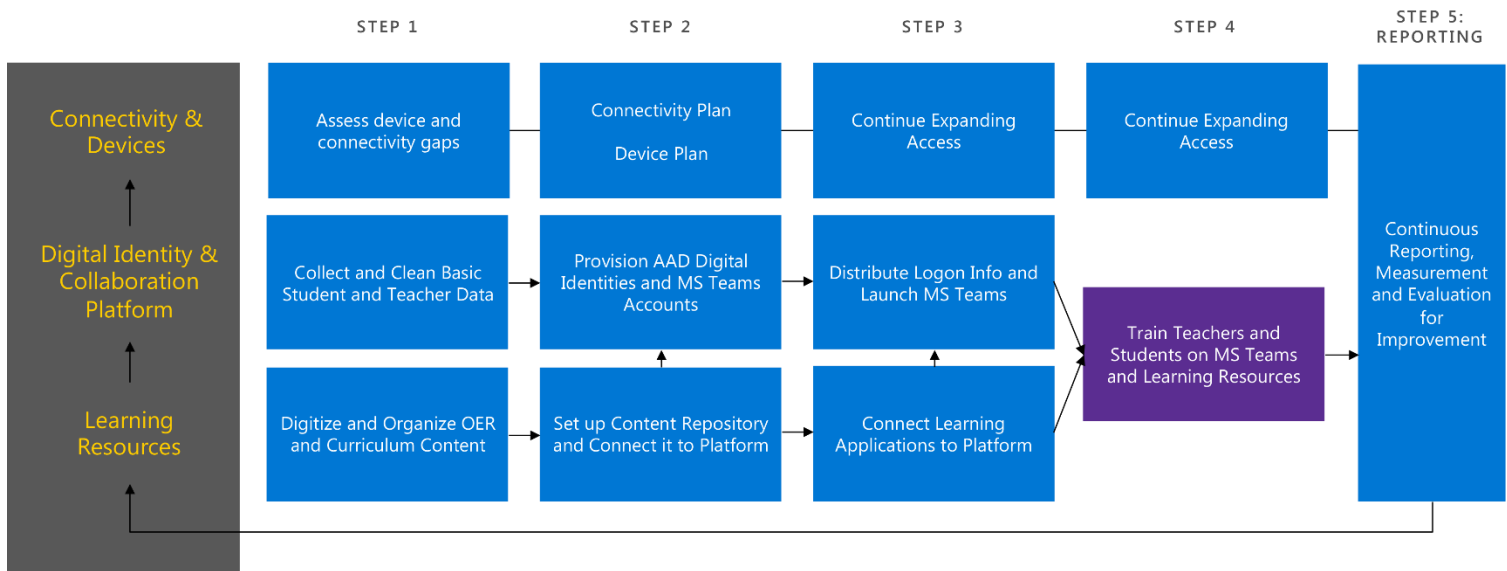 STEP 1
STEP 2
STEP 3
STEP 4
STEP 5:
REPORTING
Connectivity &
Devices
Assess device and
connectivity gaps
Connectivity Plan
Device Plan
Continue Expanding
Access
Continue Expanding
Access
Digital Identity &
Collaboration
Platform
Collect and Clean Basic
Student and Teacher Data
Provision AAD Digital
Identities and MS Teams
Accounts
Distribute Logon Info and
Launch MS Teams
Train Teachers and
Students on MS Teams
and Learning Resources
Continuous
Reporting,
Measurement
and Evaluation
for
Improvement
Learning
Resources
Digitize and Organize OER
and Curriculum Content
Set up Content Repository
and Connect it to Platform
Connect Learning
Applications to Platform